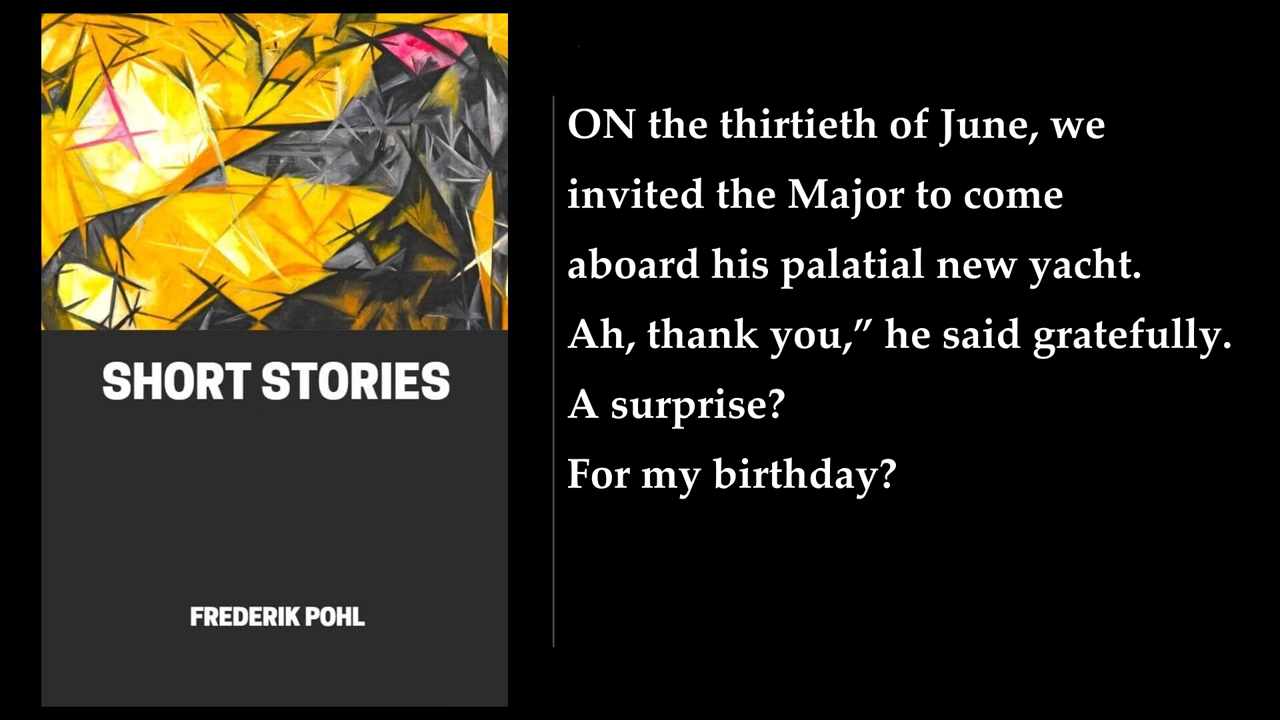 SHORT STORIES
FREDERIK POHL
ON the thirtieth of June, we
invited the Major to come
aboard his palatial new yacht.
Ah, thank you,” he said gratefully.
A surprise?
For my birthday?